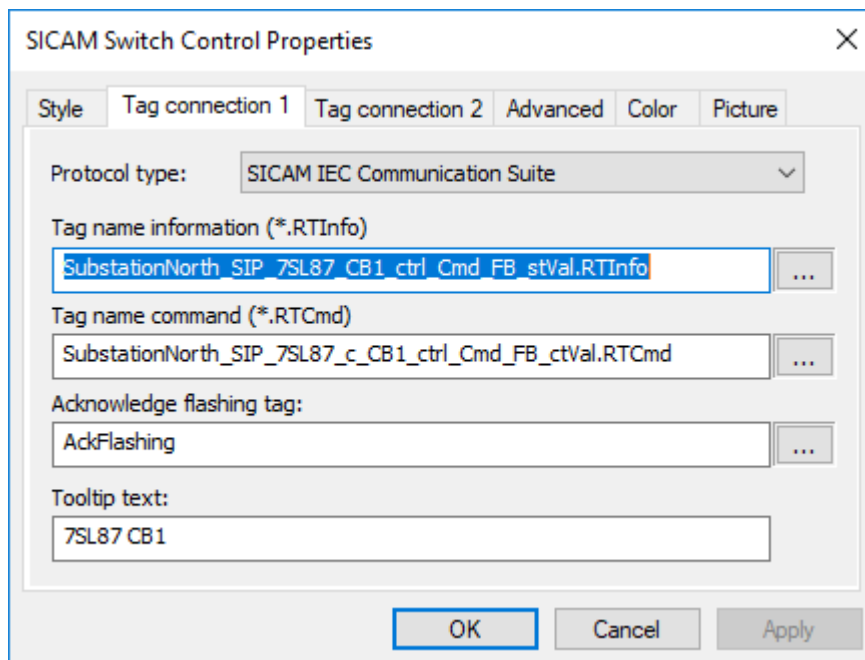 SICAM Switch Control Properties
Style Tag connection 1 Tag connection 2 Advanced Color Picture
Protocol type: SICAM IEC Communication Suite
Tag name information (*.RTInfo)
SubstationNorth_SIP_7SL87_CB1_ctrl_Cmd_FB_stVal.RTInfo ...
Tag name command (*.RTCmd)
SubstationNorth_SIP_7SL87_c_CB1_ctrl_Cmd_FB_ctVal.RTCmd ...
Acknowledge flashing tag:
AckFlashing ...
Tooltip text:
7SL87 CB1
OK Cancel Apply